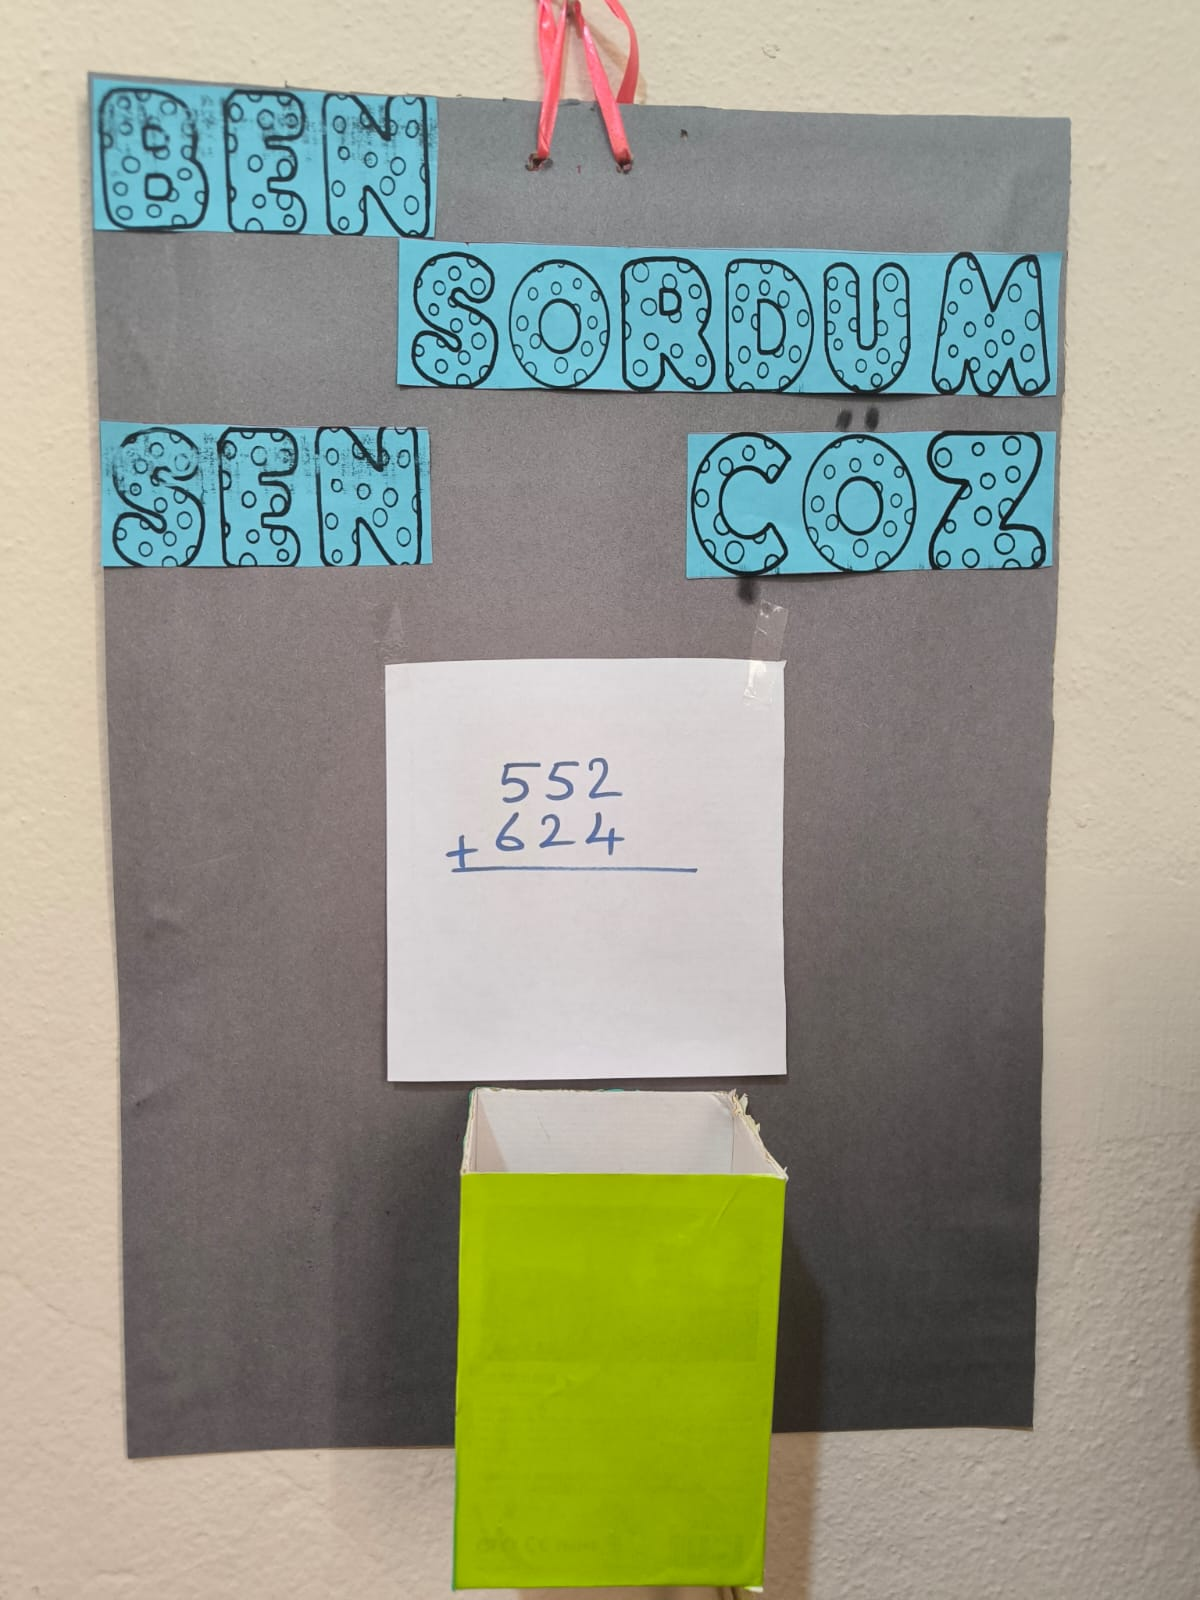 BEN
SORDUM
SEN ÇÖZ
552
+ 624